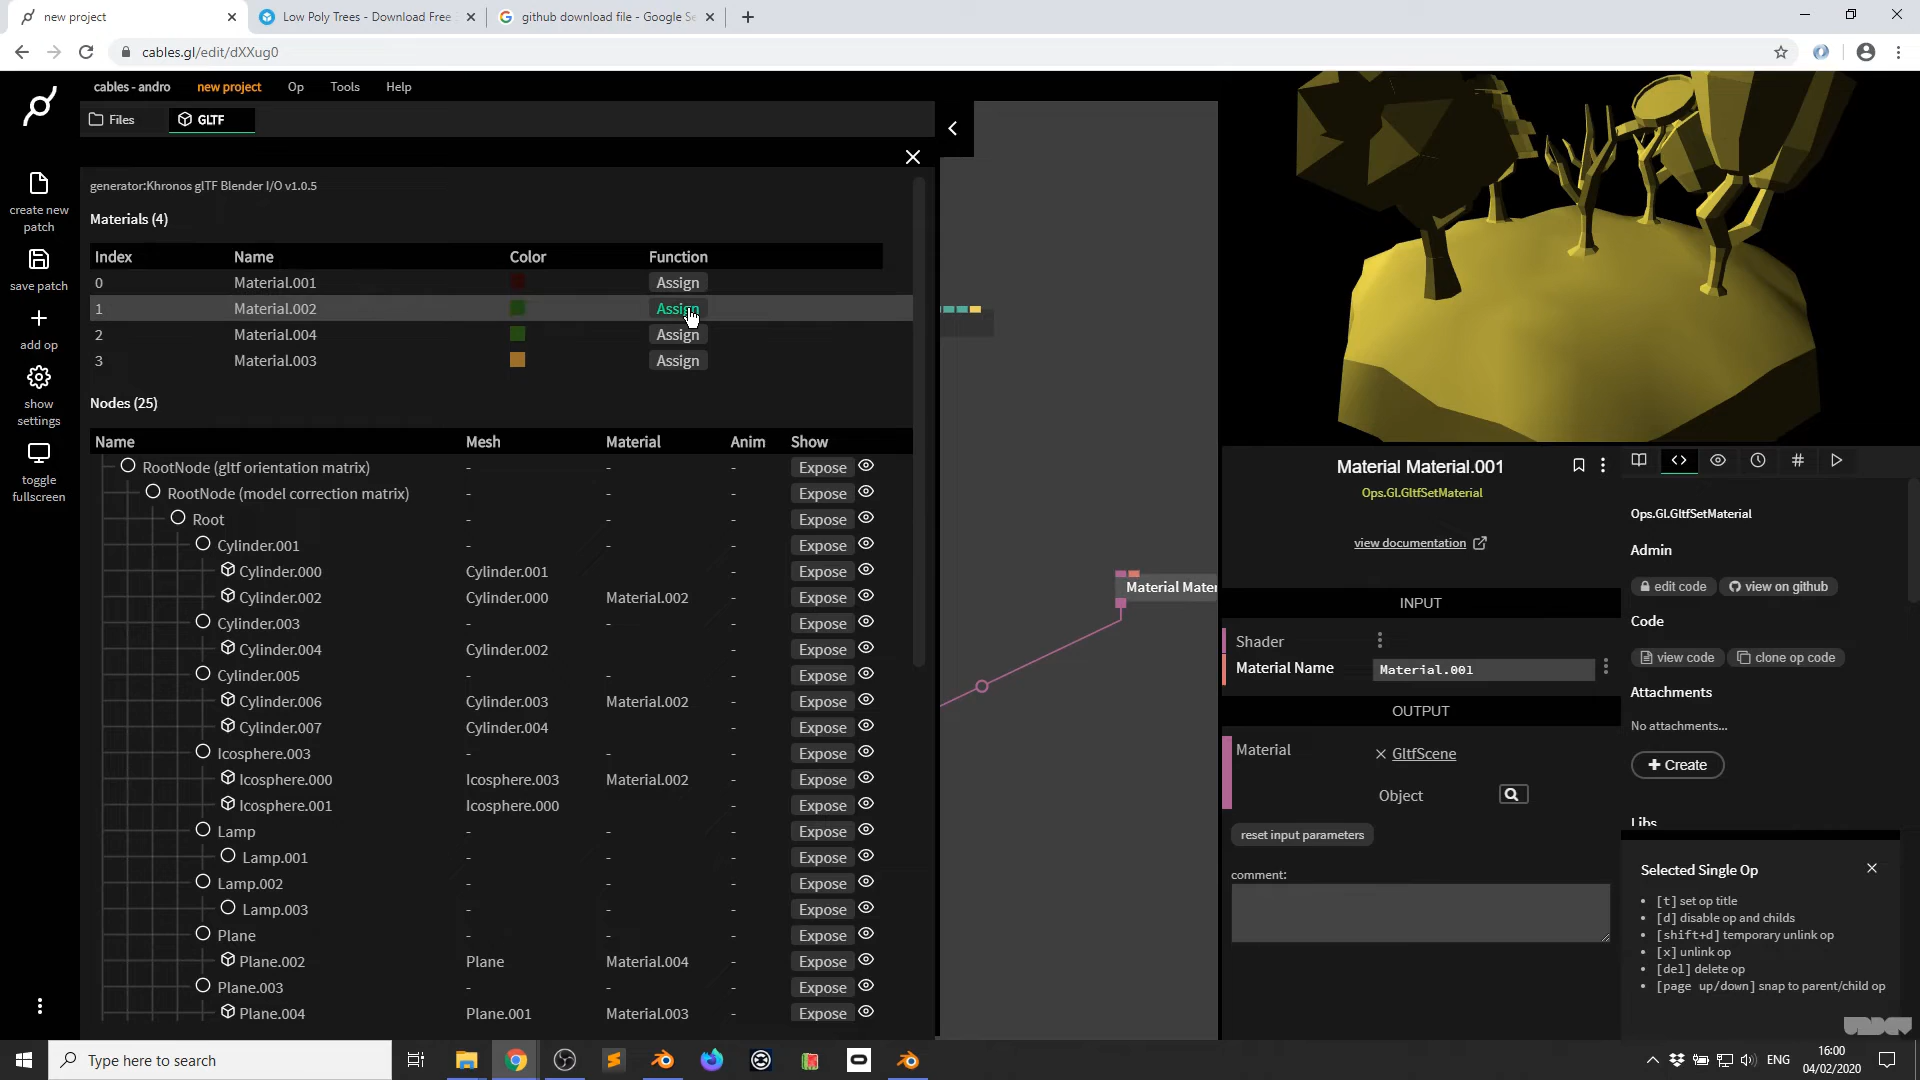 new project
Low Poly Trees - Download Free
github download file - Google Se
cables.gl/edit/dXXug0
cables - andro
new project
Op
Tools
Help
Files
GLTF
create new patch
save patch
add op
show settings
toggle fullscreen
generator:Khronos glTF Blender I/O v1.0.5
Materials (4)
Index Name Color Function
0 Material.001 Assign
1 Material.002 Assign
2 Material.004 Assign
3 Material.003 Assign
Nodes (25)
Name Mesh Material Anim Show
RootNode (gltf orientation matrix) - - - Expose
RootNode (model correction matrix) - - - Expose
Root - - - Expose
Cylinder.001 - - - Expose
Cylinder.000 Cylinder.001 - Expose
Cylinder.002 Cylinder.000 Material.002 - Expose
Cylinder.003 - - - Expose
Cylinder.004 Cylinder.002 - Expose
Cylinder.005 - - - Expose
Cylinder.006 Cylinder.003 Material.002 - Expose
Cylinder.007 Cylinder.004 - Expose
Icosphere.003 - - - Expose
Icosphere.000 Icosphere.003 Material.002 - Expose
Icosphere.001 Icosphere.000 - Expose
Lamp - - - Expose
Lamp.001 - - - Expose
Lamp.002 - - - Expose
Lamp.003 - - - Expose
Plane - - - Expose
Plane.002 Plane Material.004 - Expose
Plane.003 - - - Expose
Plane.004 Plane.001 Material.003 - Expose
Material Mater
Material Material.001
Ops.Gl.GltfSetMaterial
view documentation
INPUT
Shader
Material Name Material.001
OUTPUT
Material × GltfScene
Object
reset input parameters
comment:
Ops.Gl.GltfSetMaterial
Admin
edit code view on github
Code
view code clone op code
Attachments
No attachments...
+ Create
Libs
Selected Single Op
• [t] set op title
• [d] disable op and childs
• [shift+d] temporary unlink op
• [x] unlink op
• [del] delete op
• [page up/down] snap to parent/child op
UNDEV
Type here to search
ENG
16:00
04/02/2020